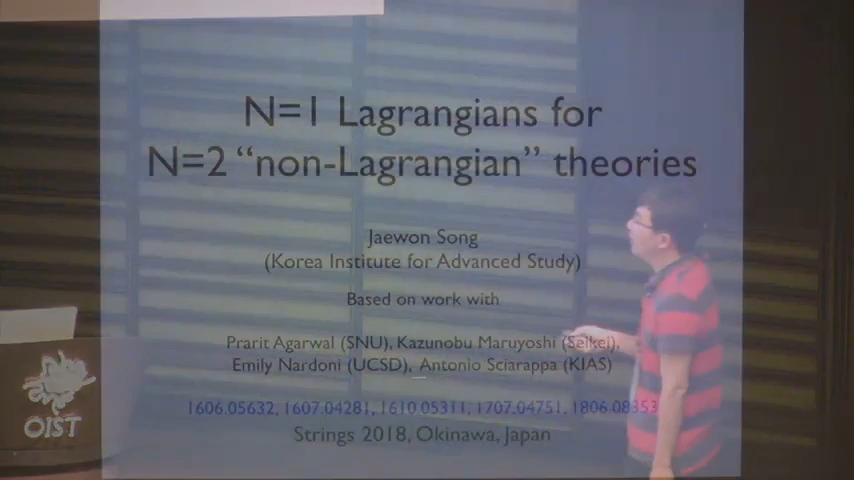 N=1 Lagrangians for
N=2 “non-Lagrangian” theories
Jaewon Song
(Korea Institute for Advanced Study)
Based on work with
Prarit Agarwal (SNU), Kazunobu Maruyoshi (Seikei),
Emily Nardoni (UCSD), Antonio Sciarappa (KIAS)
1606.05632, 1607.04281, 1610.05311, 1707.04751, 1806.08353
Strings 2018, Okinawa, Japan
OIST